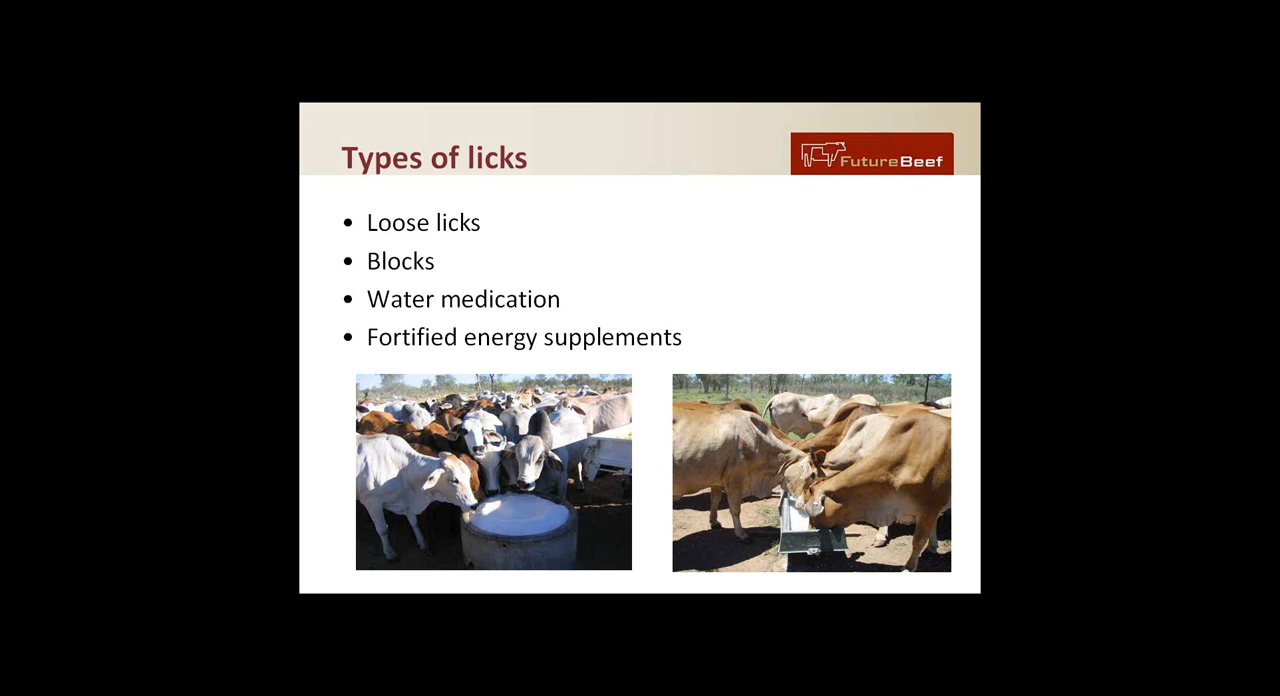 Types of licks
FutureBeef
• Loose licks
• Blocks
• Water medication
• Fortified energy supplements